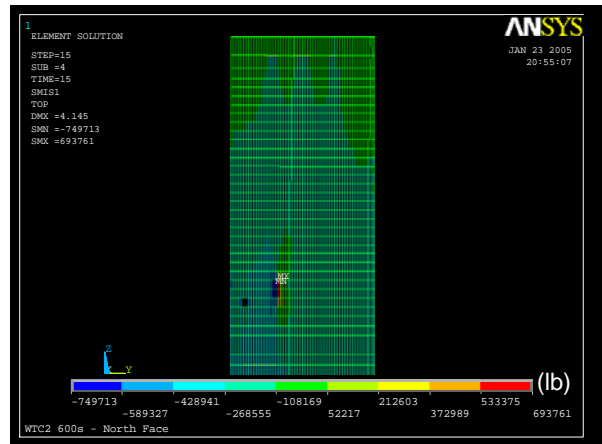 1
ELEMENT SOLUTION
ANSYS
JAN 23 2005
20:55:07
STEP=15
SUB =4
TIME=15
SMIS1
TOP
DMX =4.145
SMN =-749713
SMX =693761
MX
MN
Z
Y
(lb)
-749713 -428941 -108169 212603 533375
-589327 -268555 52217 372989 693761
WTC2 600s - North Face